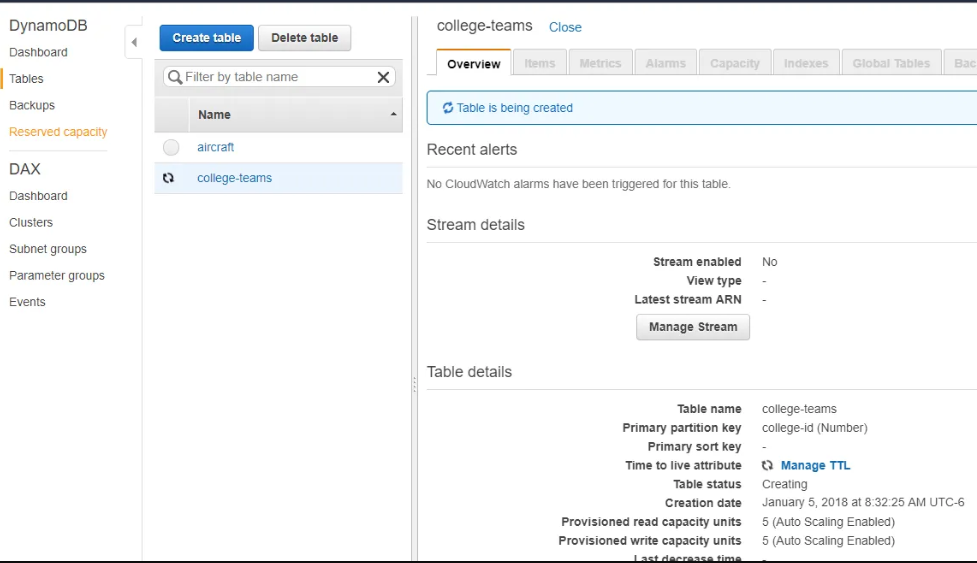 DynamoDB
Dashboard
Tables
Backups
Reserved capacity
DAX
Dashboard
Clusters
Subnet groups
Parameter groups
Events
Create table Delete table
Filter by table name
Name
aircraft
college-teams
college-teams Close
Overview Items Metrics Alarms Capacity Indexes Global Tables Bac
Table is being created
Recent alerts
No CloudWatch alarms have been triggered for this table.
Stream details
Stream enabled No
View type -
Latest stream ARN -
Manage Stream
Table details
Table name college-teams
Primary partition key college-id (Number)
Primary sort key -
Time to live attribute Manage TTL
Table status Creating
Creation date January 5, 2018 at 8:32:25 AM UTC-6
Provisioned read capacity units 5 (Auto Scaling Enabled)
Provisioned write capacity units 5 (Auto Scaling Enabled)
Last decrease time -